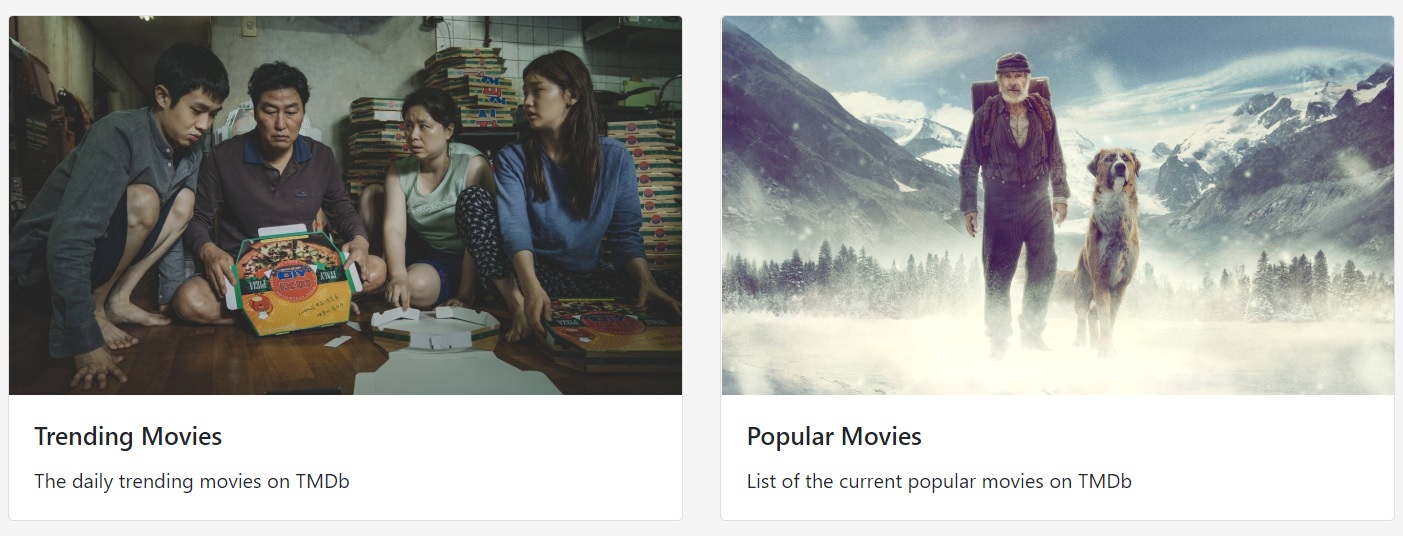 Trending Movies
The daily trending movies on TMDb
Popular Movies
List of the current popular movies on TMDb